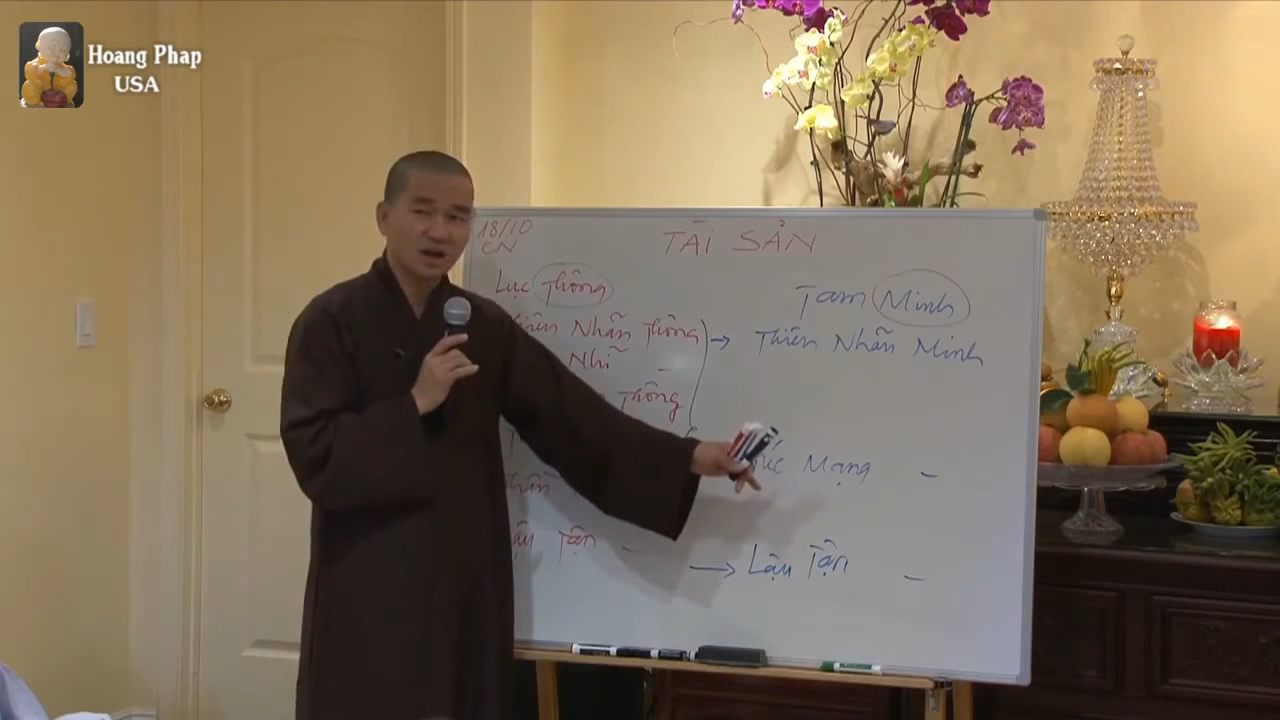 Hoang Phap
USA
18/10
CN
TÀI SẢN
Lục Thông
Tam Minh
Nhãn Thông → Thiên Nhãn Minh
Nhĩ –
Thông
Mạng –
Tận – → Lậu Tận –